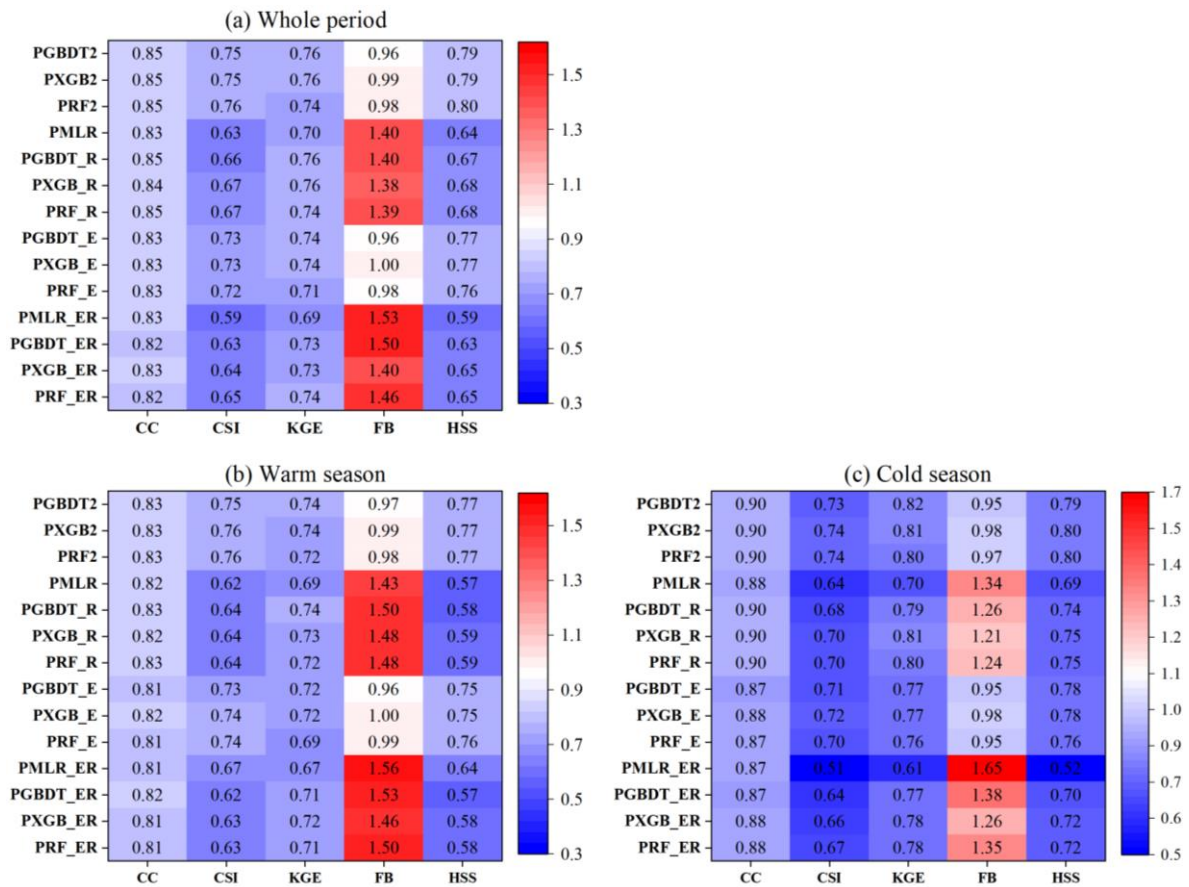 (a) Whole period
PGBDT2 0.85 0.75 0.76 0.96 0.79
PXGB2 0.85 0.75 0.76 0.99 0.79
PRF2 0.85 0.76 0.74 0.98 0.80
PMLR 0.83 0.63 0.70 1.40 0.64
PGBDT_R 0.85 0.66 0.76 1.40 0.67
PXGB_R 0.84 0.67 0.76 1.38 0.68
PRF_R 0.85 0.67 0.74 1.39 0.68
PGBDT_E 0.83 0.73 0.74 0.96 0.77
PXGB_E 0.83 0.73 0.74 1.00 0.77
PRF_E 0.83 0.72 0.71 0.98 0.76
PMLR_ER 0.83 0.59 0.69 1.53 0.59
PGBDT_ER 0.82 0.63 0.73 1.50 0.63
PXGB_ER 0.83 0.64 0.73 1.40 0.65
PRF_ER 0.82 0.65 0.74 1.46 0.65
CC CSI KGE FB HSS
1.5
1.3
1.1
0.9
0.7
0.5
0.3
(b) Warm season
PGBDT2 0.83 0.75 0.74 0.97 0.77
PXGB2 0.83 0.76 0.74 0.99 0.77
PRF2 0.83 0.76 0.72 0.98 0.77
PMLR 0.82 0.62 0.69 1.43 0.57
PGBDT_R 0.83 0.64 0.74 1.50 0.58
PXGB_R 0.82 0.64 0.73 1.48 0.59
PRF_R 0.83 0.64 0.72 1.48 0.59
PGBDT_E 0.81 0.73 0.72 0.96 0.75
PXGB_E 0.82 0.74 0.72 1.00 0.75
PRF_E 0.81 0.74 0.69 0.99 0.76
PMLR_ER 0.81 0.67 0.67 1.56 0.64
PGBDT_ER 0.82 0.62 0.71 1.53 0.57
PXGB_ER 0.81 0.63 0.72 1.46 0.58
PRF_ER 0.81 0.63 0.71 1.50 0.58
CC CSI KGE FB HSS
1.5
1.3
1.1
0.9
0.7
0.5
0.3
(c) Cold season
PGBDT2 0.90 0.73 0.82 0.95 0.79
PXGB2 0.90 0.74 0.81 0.98 0.80
PRF2 0.90 0.74 0.80 0.97 0.80
PMLR 0.88 0.64 0.70 1.34 0.69
PGBDT_R 0.90 0.68 0.79 1.26 0.74
PXGB_R 0.90 0.70 0.81 1.21 0.75
PRF_R 0.90 0.70 0.80 1.24 0.75
PGBDT_E 0.87 0.71 0.77 0.95 0.78
PXGB_E 0.88 0.72 0.77 0.98 0.78
PRF_E 0.87 0.70 0.76 0.95 0.76
PMLR_ER 0.87 0.51 0.61 1.65 0.52
PGBDT_ER 0.87 0.64 0.77 1.38 0.70
PXGB_ER 0.88 0.66 0.78 1.26 0.72
PRF_ER 0.88 0.67 0.78 1.35 0.72
CC CSI KGE FB HSS
1.7
1.6
1.4
1.3
1.2
1.1
1.0
0.8
0.7
0.6
0.5